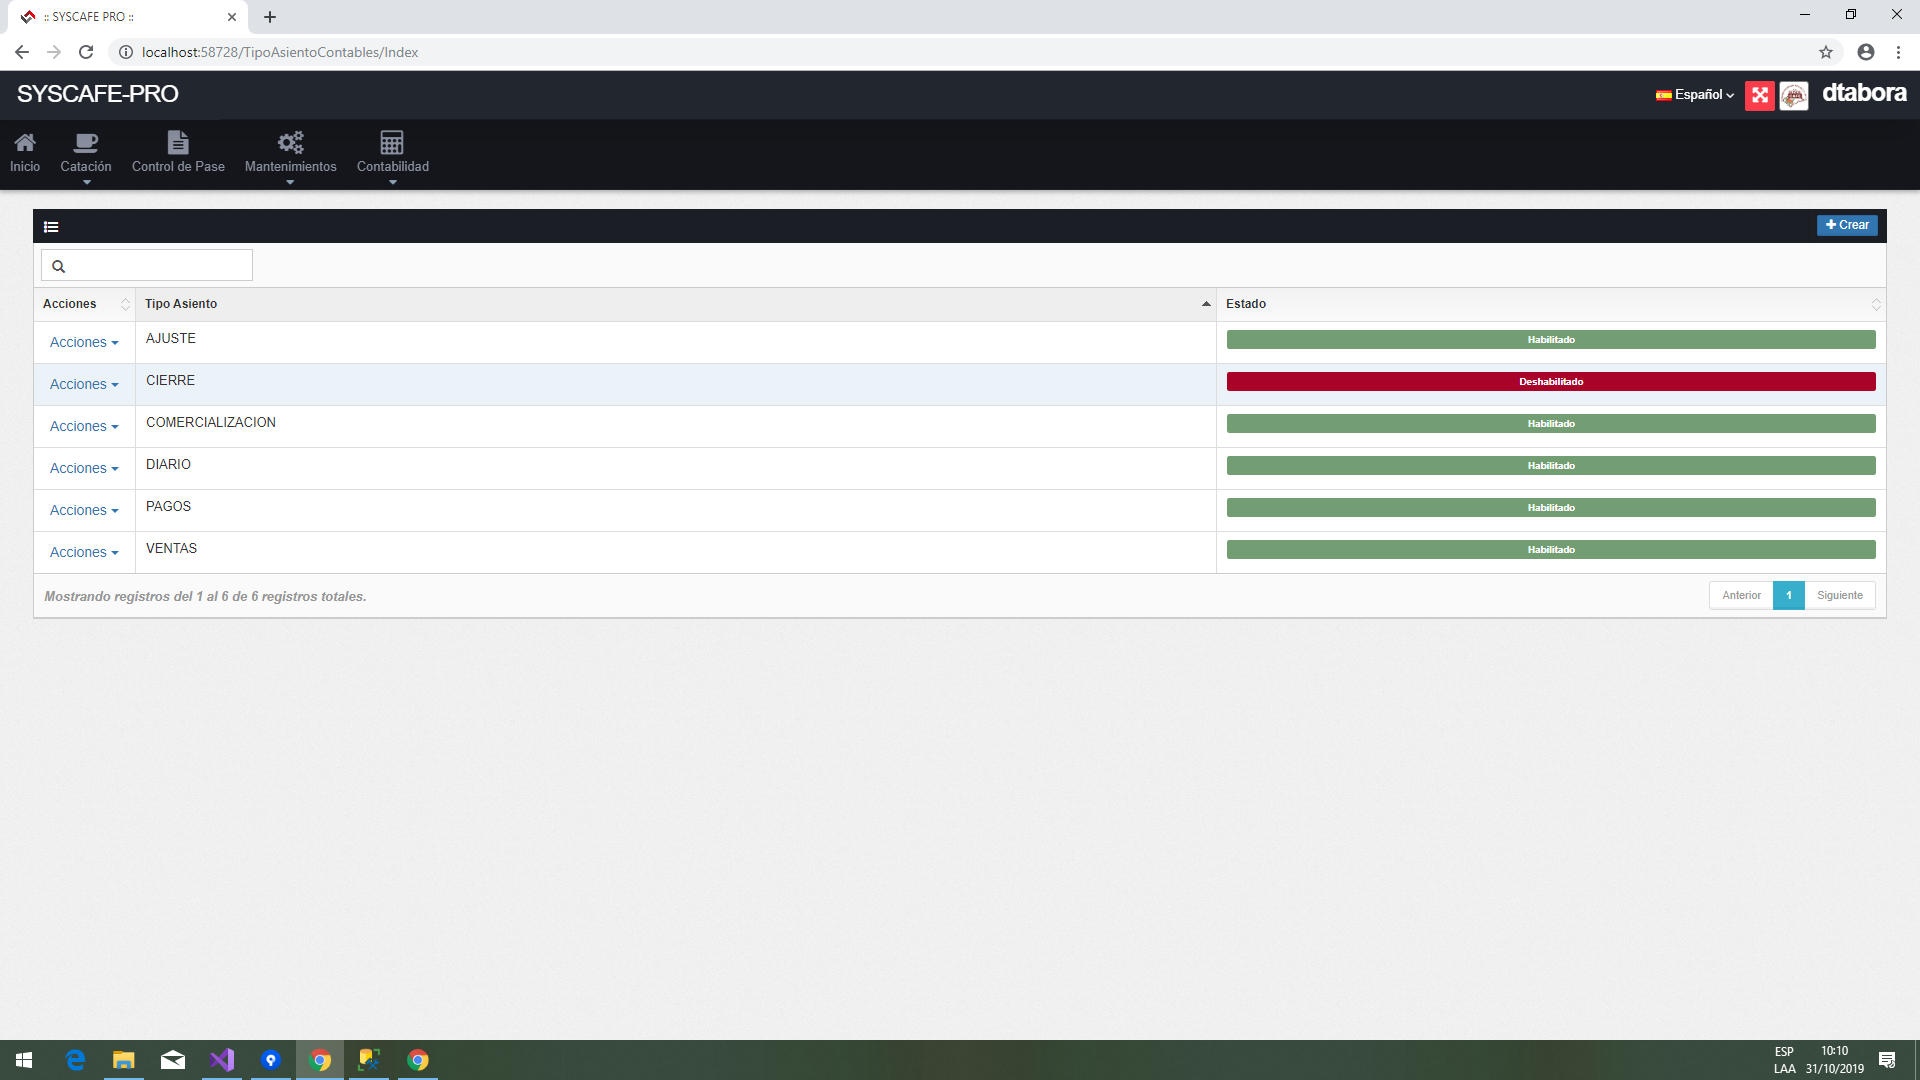 :: SYSCAFE PRO ::
localhost:58728/TipoAsientoContables/Index
SYSCAFE-PRO
Español
dtabora
Inicio
Catación
Control de Pase
Mantenimientos
Contabilidad
Crear
Acciones Tipo Asiento Estado
Acciones AJUSTE Habilitado
Acciones CIERRE Deshabilitado
Acciones COMERCIALIZACION Habilitado
Acciones DIARIO Habilitado
Acciones PAGOS Habilitado
Acciones VENTAS Habilitado
Mostrando registros del 1 al 6 de 6 registros totales.
Anterior 1 Siguiente
ESP 10:10
LAA 31/10/2019